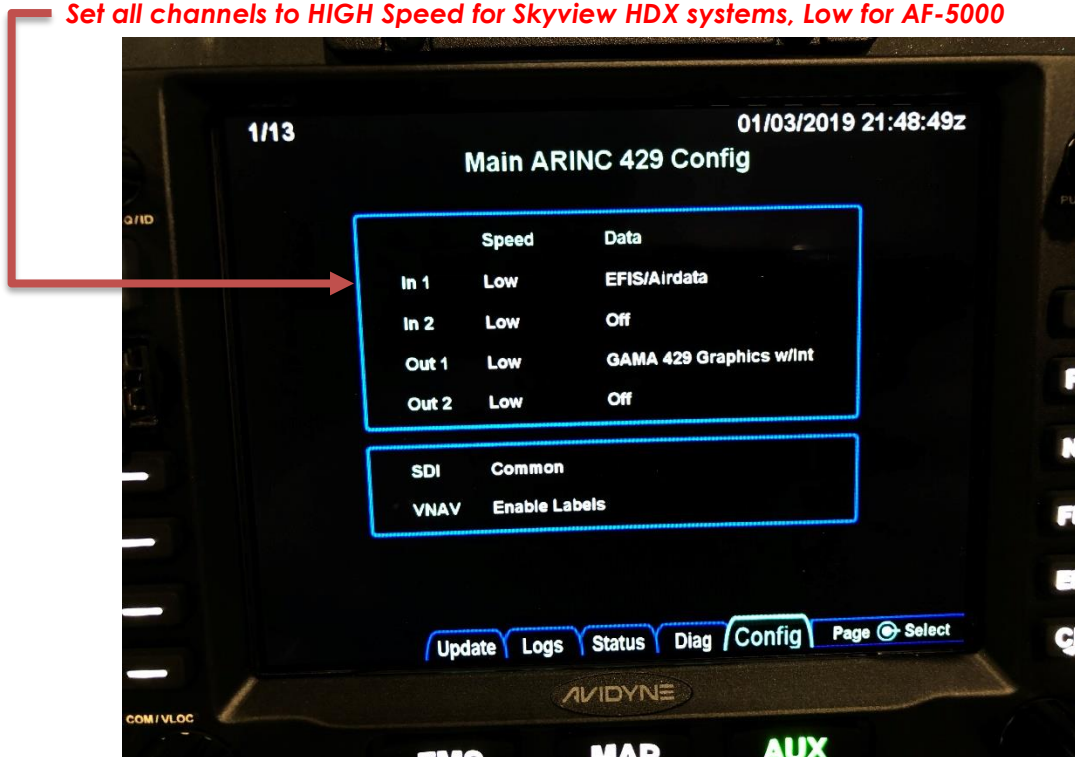 Set all channels to HIGH Speed for Skyview HDX systems, Low for AF-5000
1/13 01/03/2019 21:48:49z
Main ARINC 429 Config
Speed Data
In 1 Low EFIS/Airdata
In 2 Low Off
Out 1 Low GAMA 429 Graphics w/Int
Out 2 Low Off
SDI Common
VNAV Enable Labels
Update Logs Status Diag Config Page Select
AVIDYNE
COM/VLOC
MAP AUX